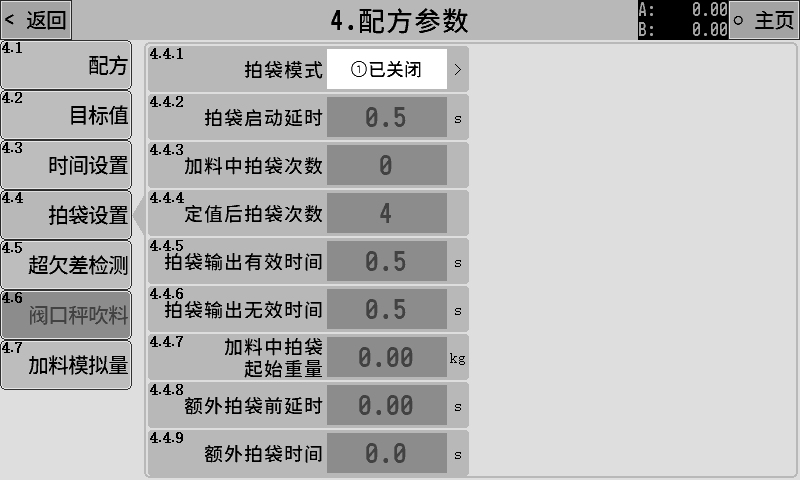 < 返回
4.配方参数
A: 0.00
B: 0.00
○ 主页
4.1 配方
4.2 目标值
4.3 时间设置
4.4 拍袋设置
4.5 超欠差检测
4.6 阀口秤吹料
4.7 加料模拟量
4.4.1 拍袋模式 ①已关闭 >
4.4.2 拍袋启动延时 0.5 s
4.4.3 加料中拍袋次数 0
4.4.4 定值后拍袋次数 4
4.4.5 拍袋输出有效时间 0.5 s
4.4.6 拍袋输出无效时间 0.5 s
4.4.7 加料中拍袋
起始重量 0.00 kg
4.4.8 额外拍袋前延时 0.00 s
4.4.9 额外拍袋时间 0.0 s